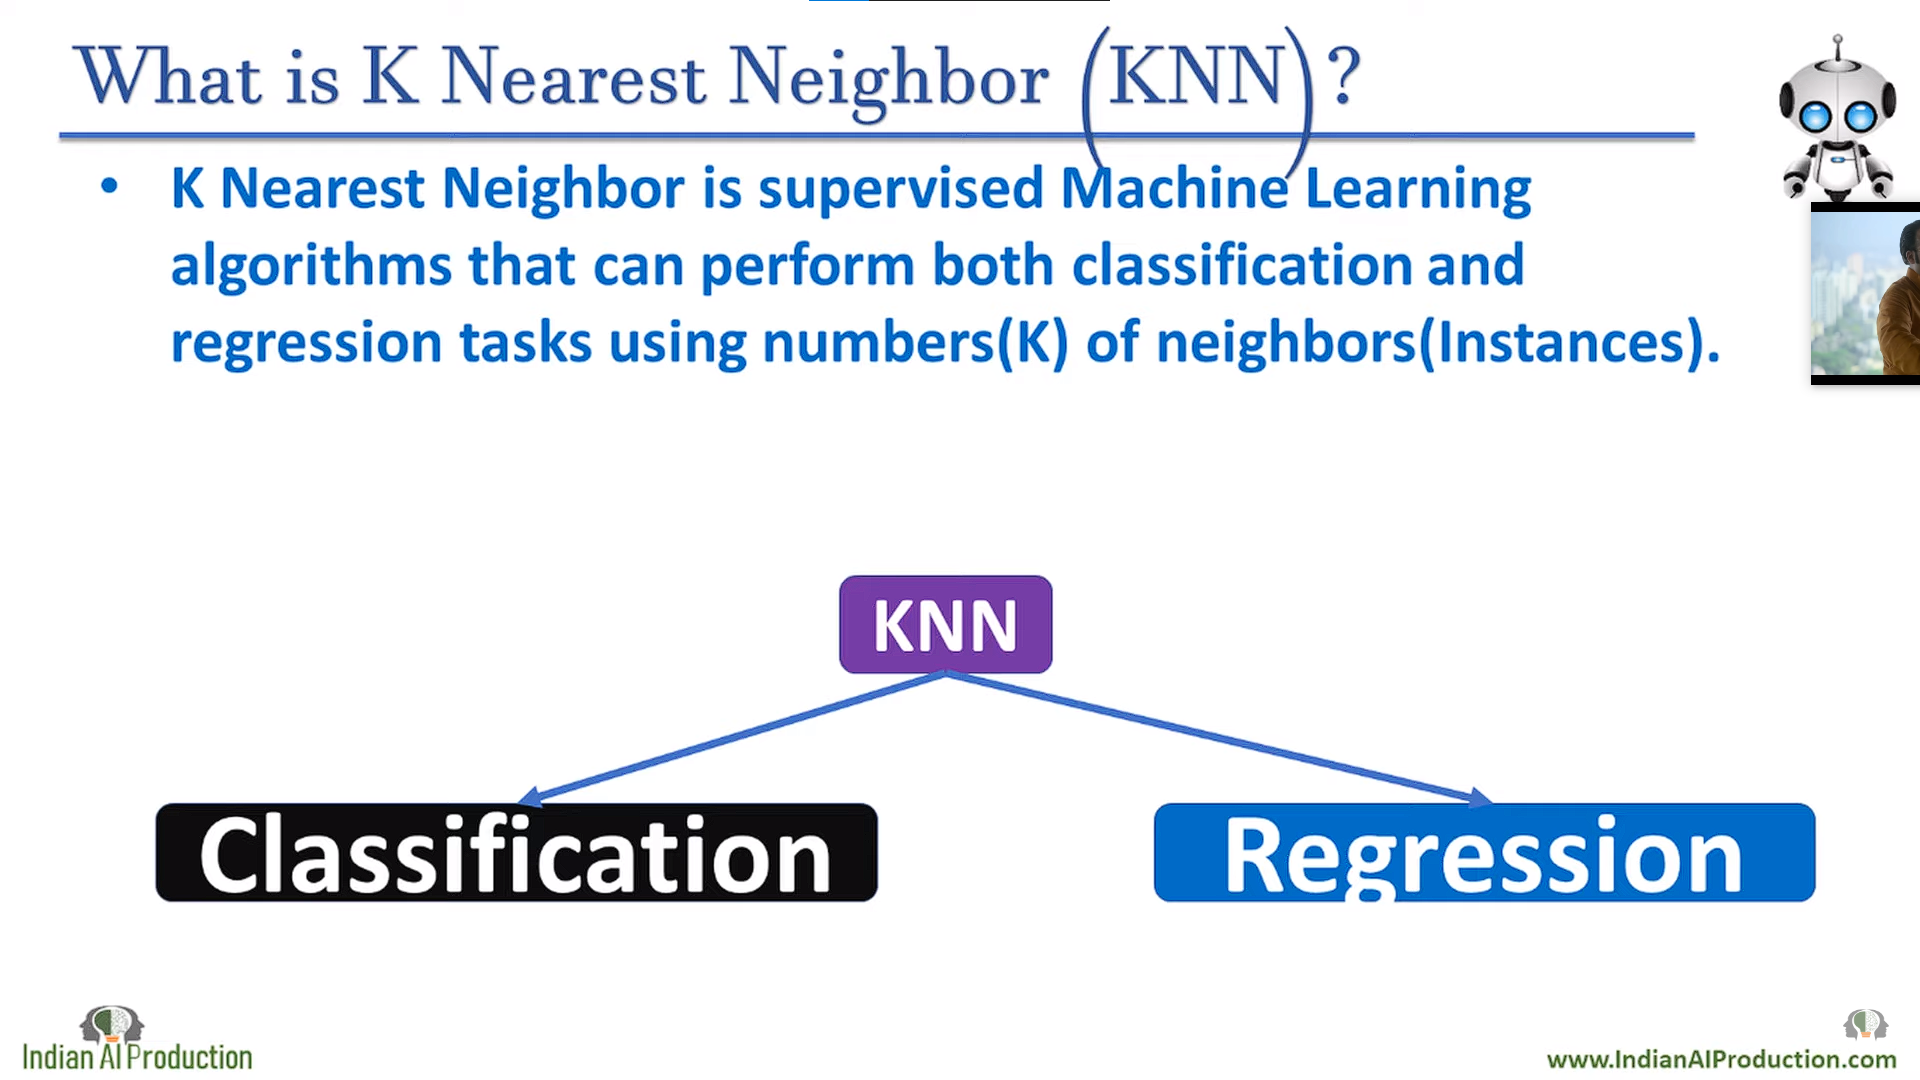 What is K Nearest Neighbor (KNN)?
• K Nearest Neighbor is supervised Machine Learning
algorithms that can perform both classification and
regression tasks using numbers(K) of neighbors(Instances).
KNN
Classification
Regression
Indian AI Production
www.IndianAIProduction.com